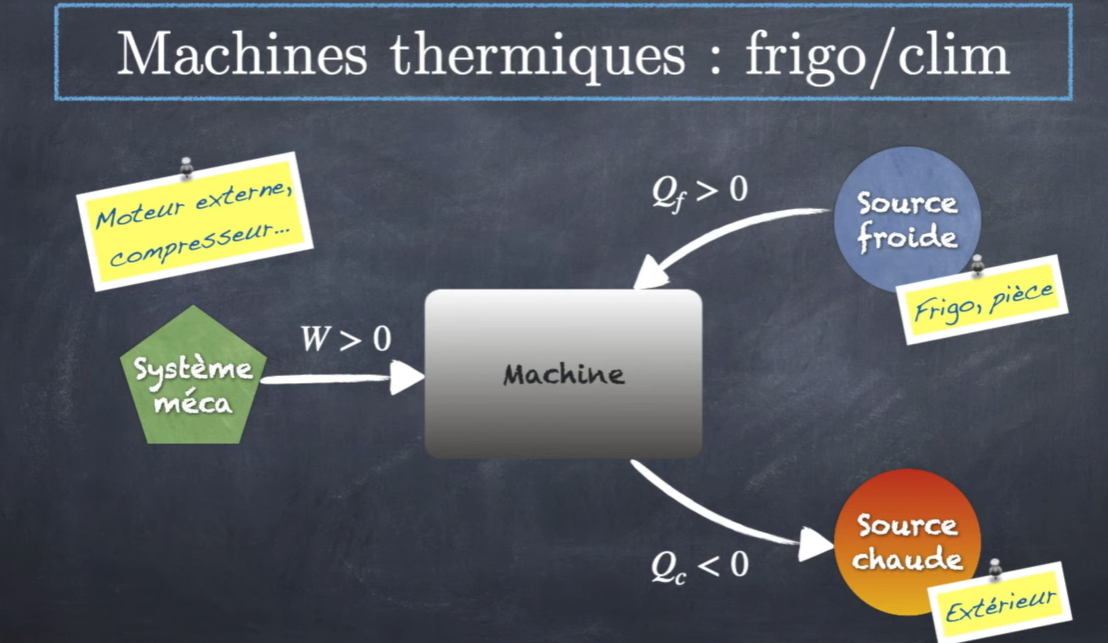 Machines thermiques : frigo/clim
Moteur externe,
compresseur...
Système
méca
W > 0
Machine
Q_f > 0
Source
froide
Frigo, pièce
Q_c < 0
Source
chaude
Extérieur